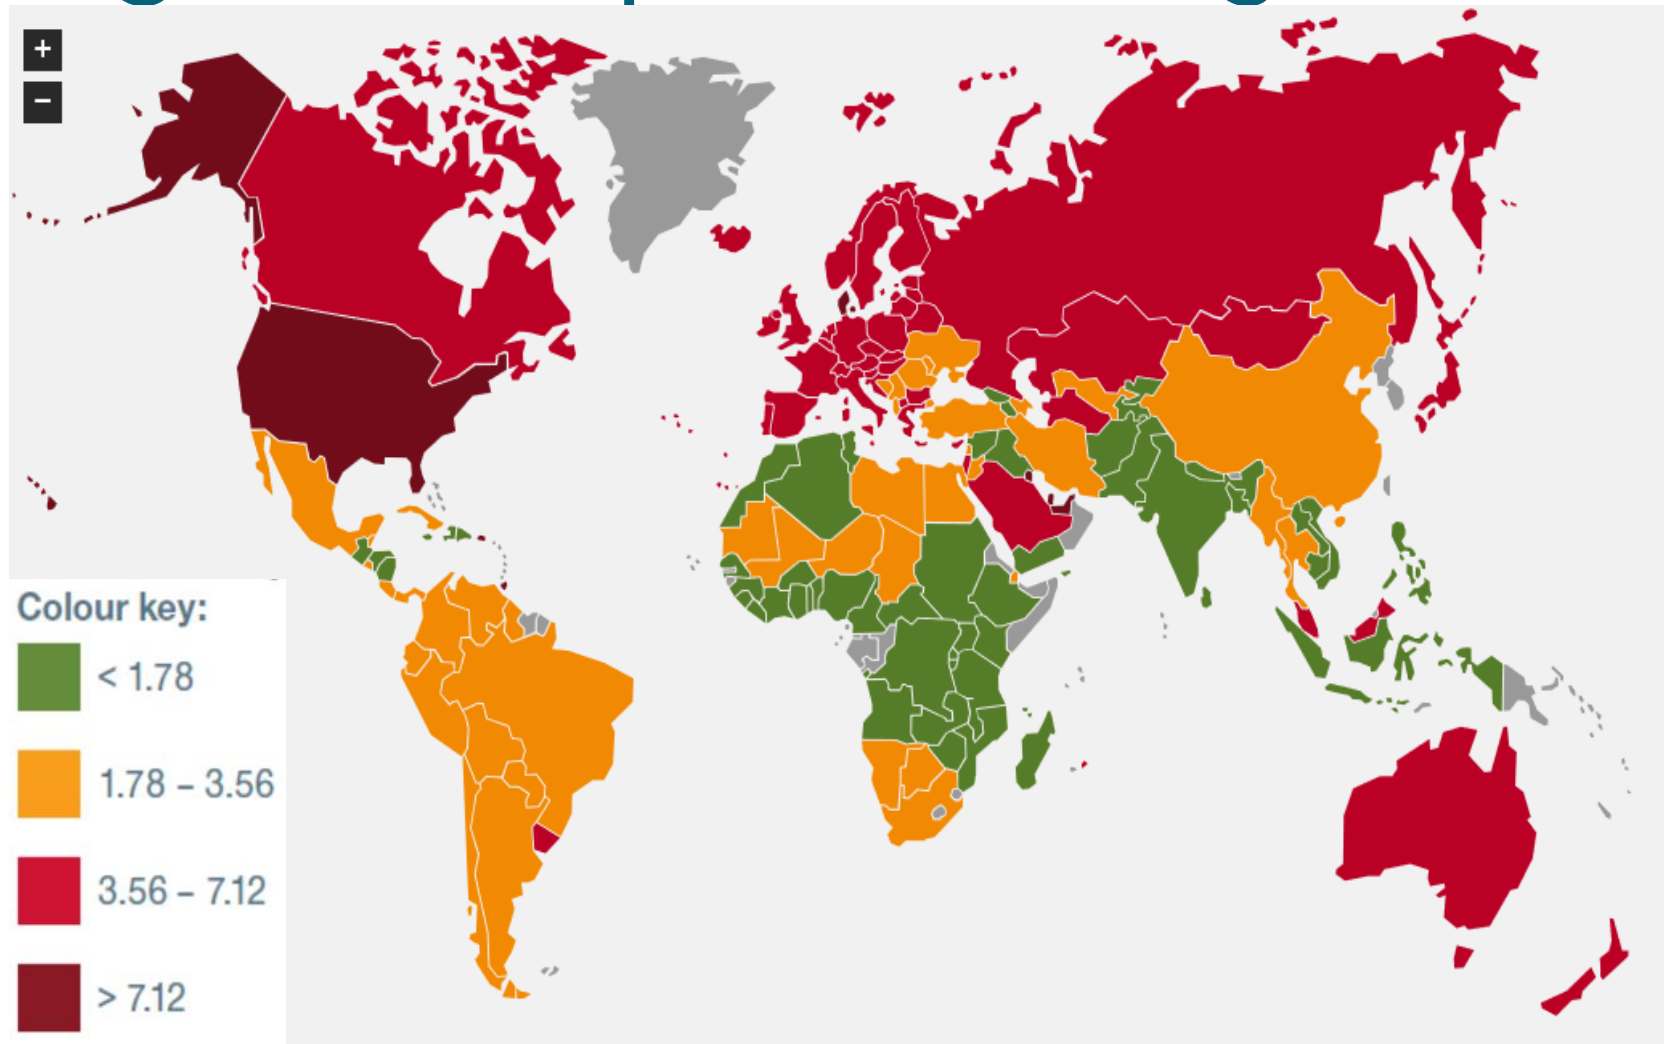 +
−
Colour key:
< 1.78
1.78 – 3.56
3.56 – 7.12
> 7.12